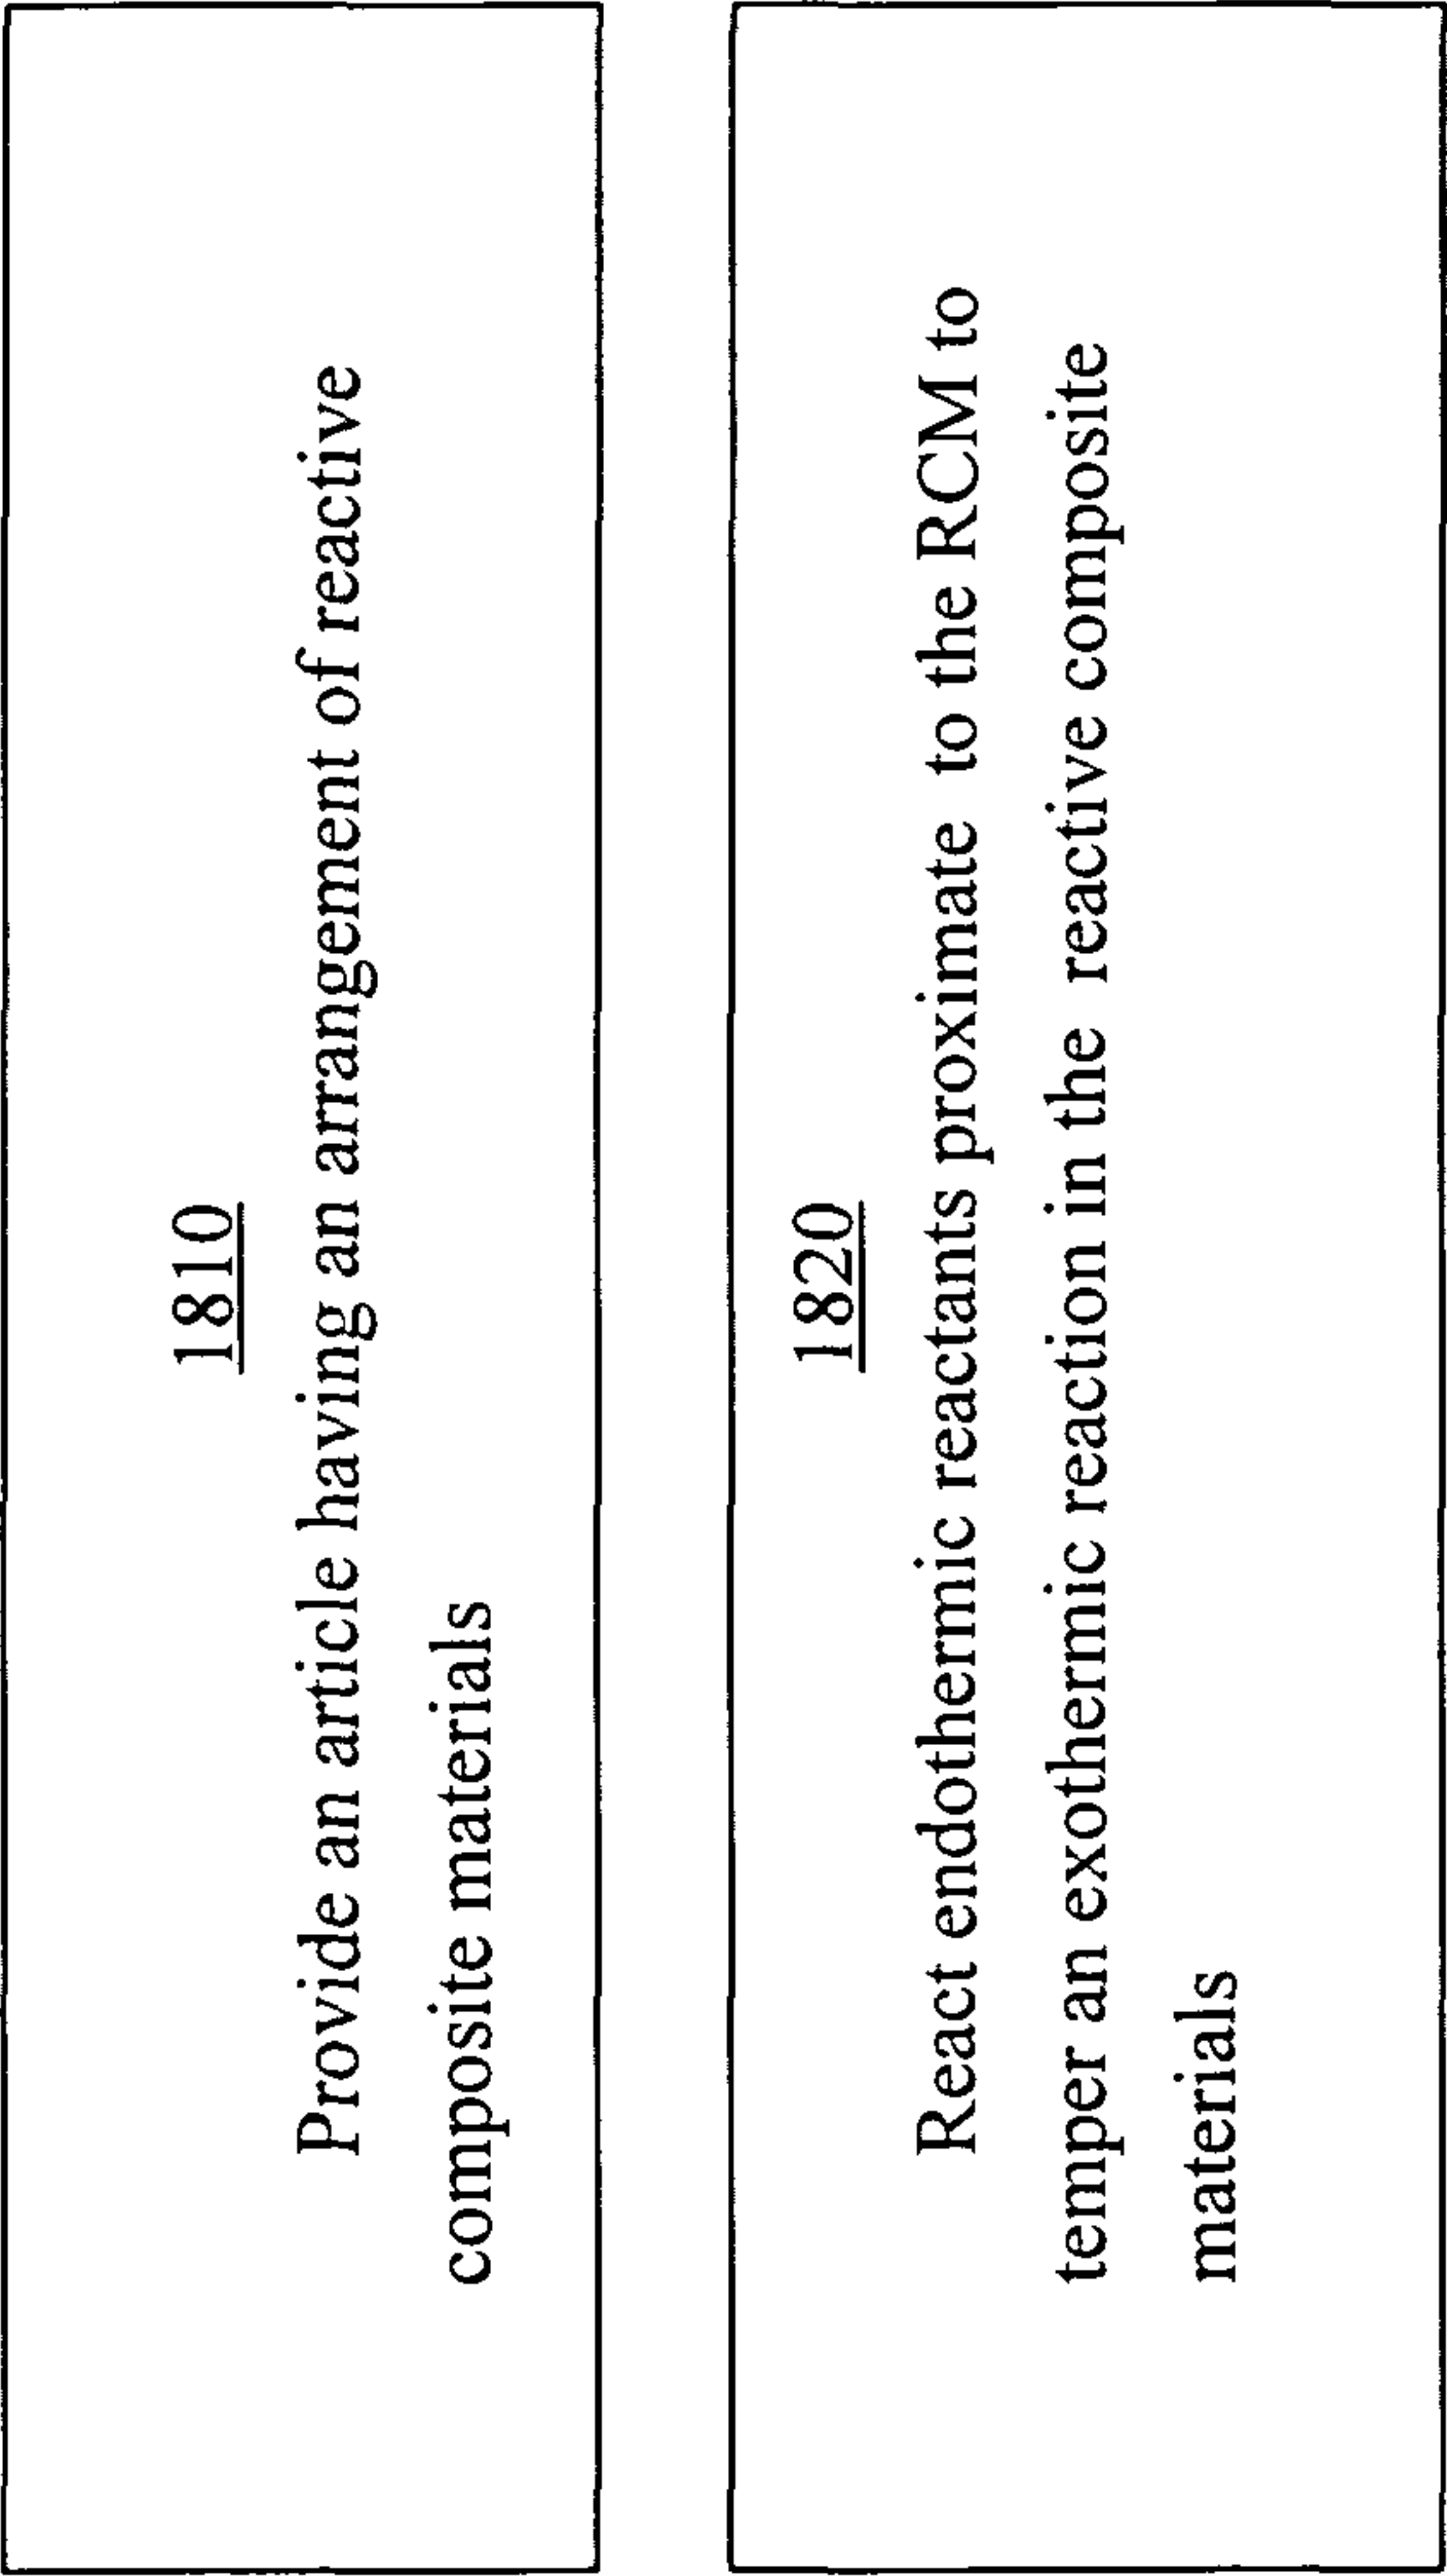 1810
Provide an article having an arrangement of reactive
composite materials
1820
React endothermic reactants proximate to the RCM to
temper an exothermic reaction in the reactive composite
materials